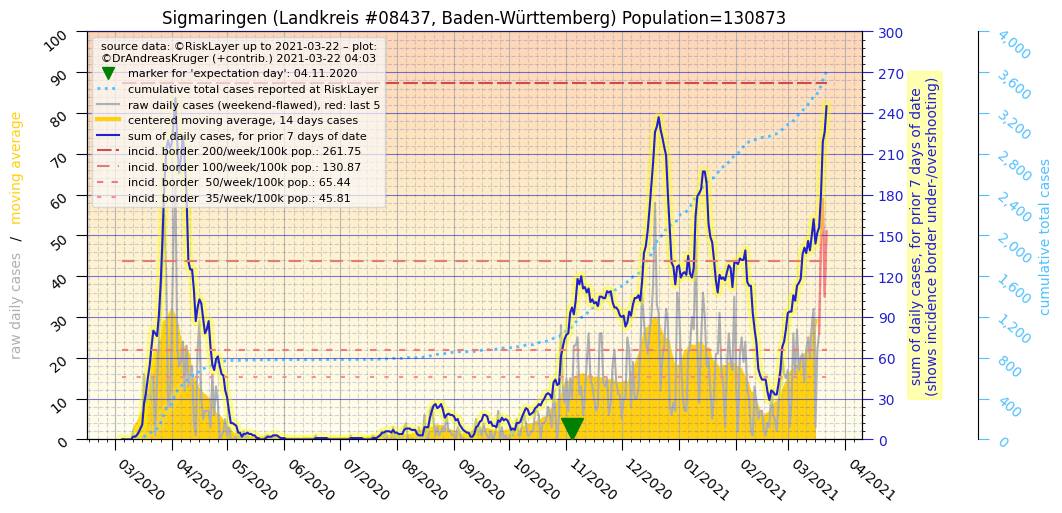 Sigmaringen (Landkreis #08437, Baden-Württemberg) Population=130873
source data: ©RiskLayer up to 2021-03-22 – plot:
©DrAndreasKruger (+contrib.) 2021-03-22 04:03
marker for 'expectation day': 04.11.2020
cumulative total cases reported at RiskLayer
raw daily cases (weekend-flawed), red: last 5
centered moving average, 14 days cases
sum of daily cases, for prior 7 days of date
incid. border 200/week/100k pop.: 261.75
incid. border 100/week/100k pop.: 130.87
incid. border  50/week/100k pop.: 65.44
incid. border  35/week/100k pop.: 45.81
raw daily cases / moving average
100
90
80
70
60
50
40
30
20
10
0
300
270
240
210
180
150
120
90
60
30
0
sum of daily cases, for prior 7 days of date
(shows incidence border under-/overshooting)
4,000
3,600
3,200
2,800
2,400
2,000
1,600
1,200
800
400
0
cumulative total cases
03/2020
04/2020
05/2020
06/2020
07/2020
08/2020
09/2020
10/2020
11/2020
12/2020
01/2021
02/2021
03/2021
04/2021